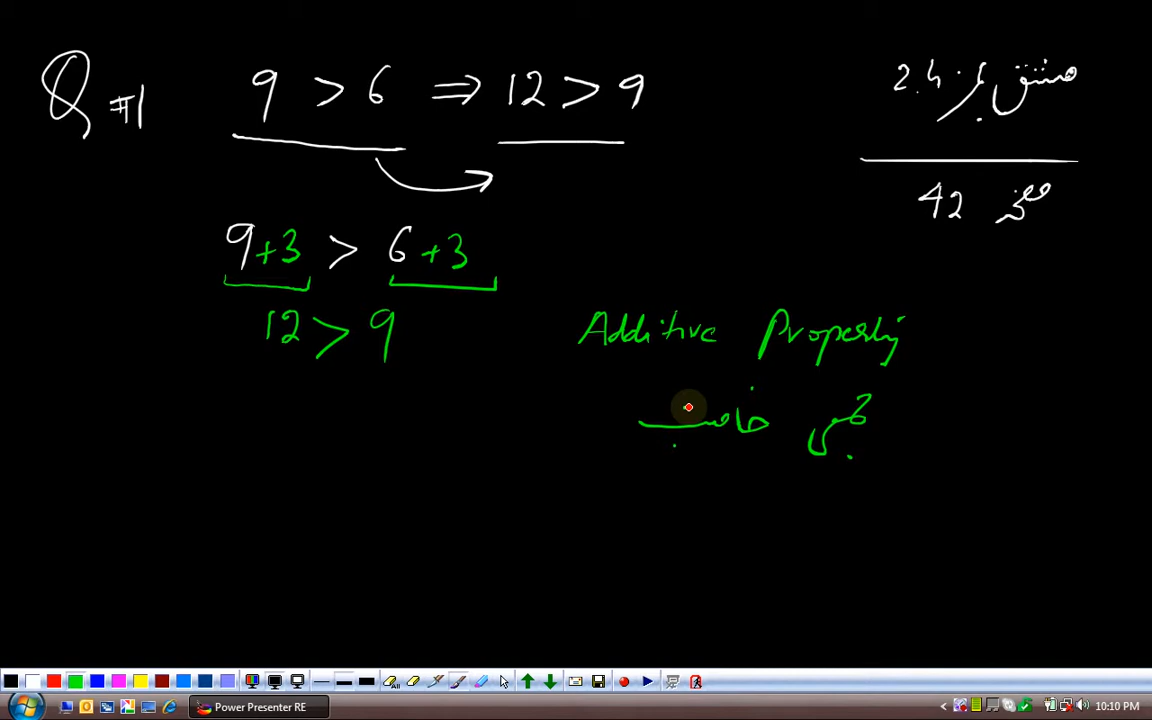 Q #1 9 > 6 ⇒ 12 > 9
مشق نمبر 2.4
صفحہ 42
9+3 > 6+3
12 > 9
Additive Property
جمعی خاصیت
Power Presenter RE
10:10 PM